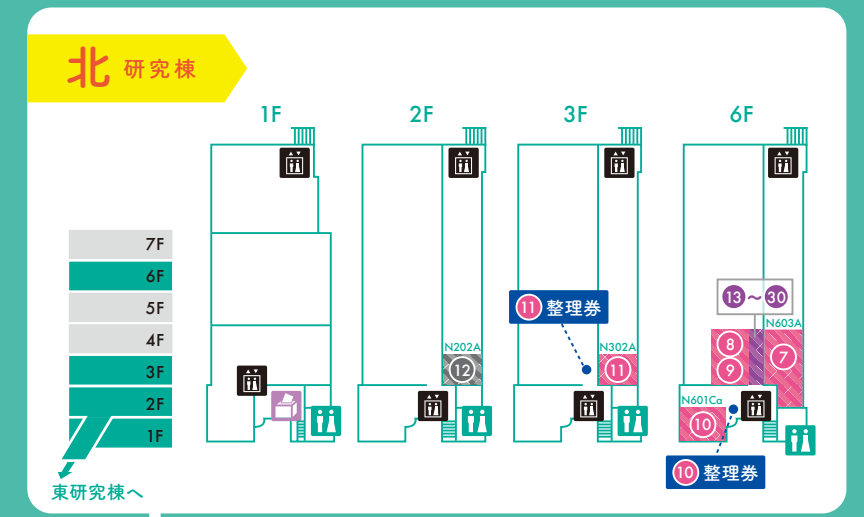 北 研究棟
1F
2F
3F
6F
7F
6F
5F
4F
3F
2F
1F
東研究棟へ
N202A
12
11 整理券
N302A
11
13～30
N603A
8
9
7
N601Ca
10
10 整理券